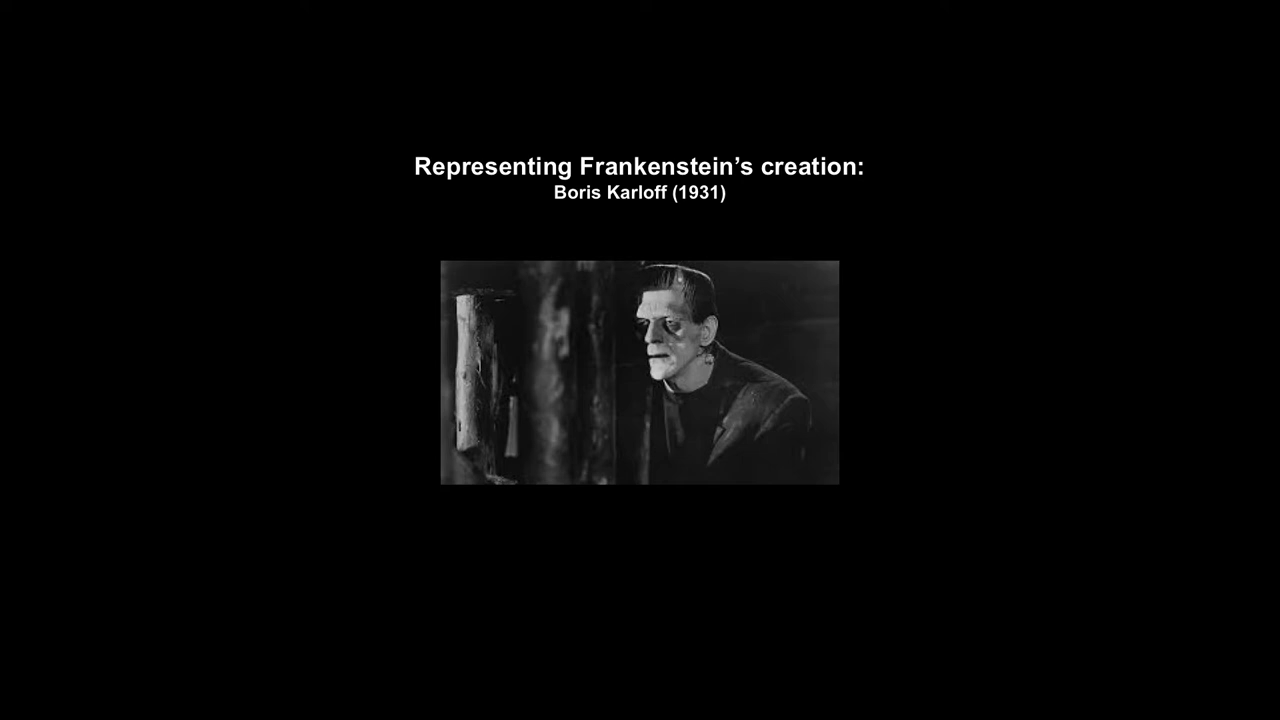 Representing Frankenstein’s creation:
Boris Karloff (1931)